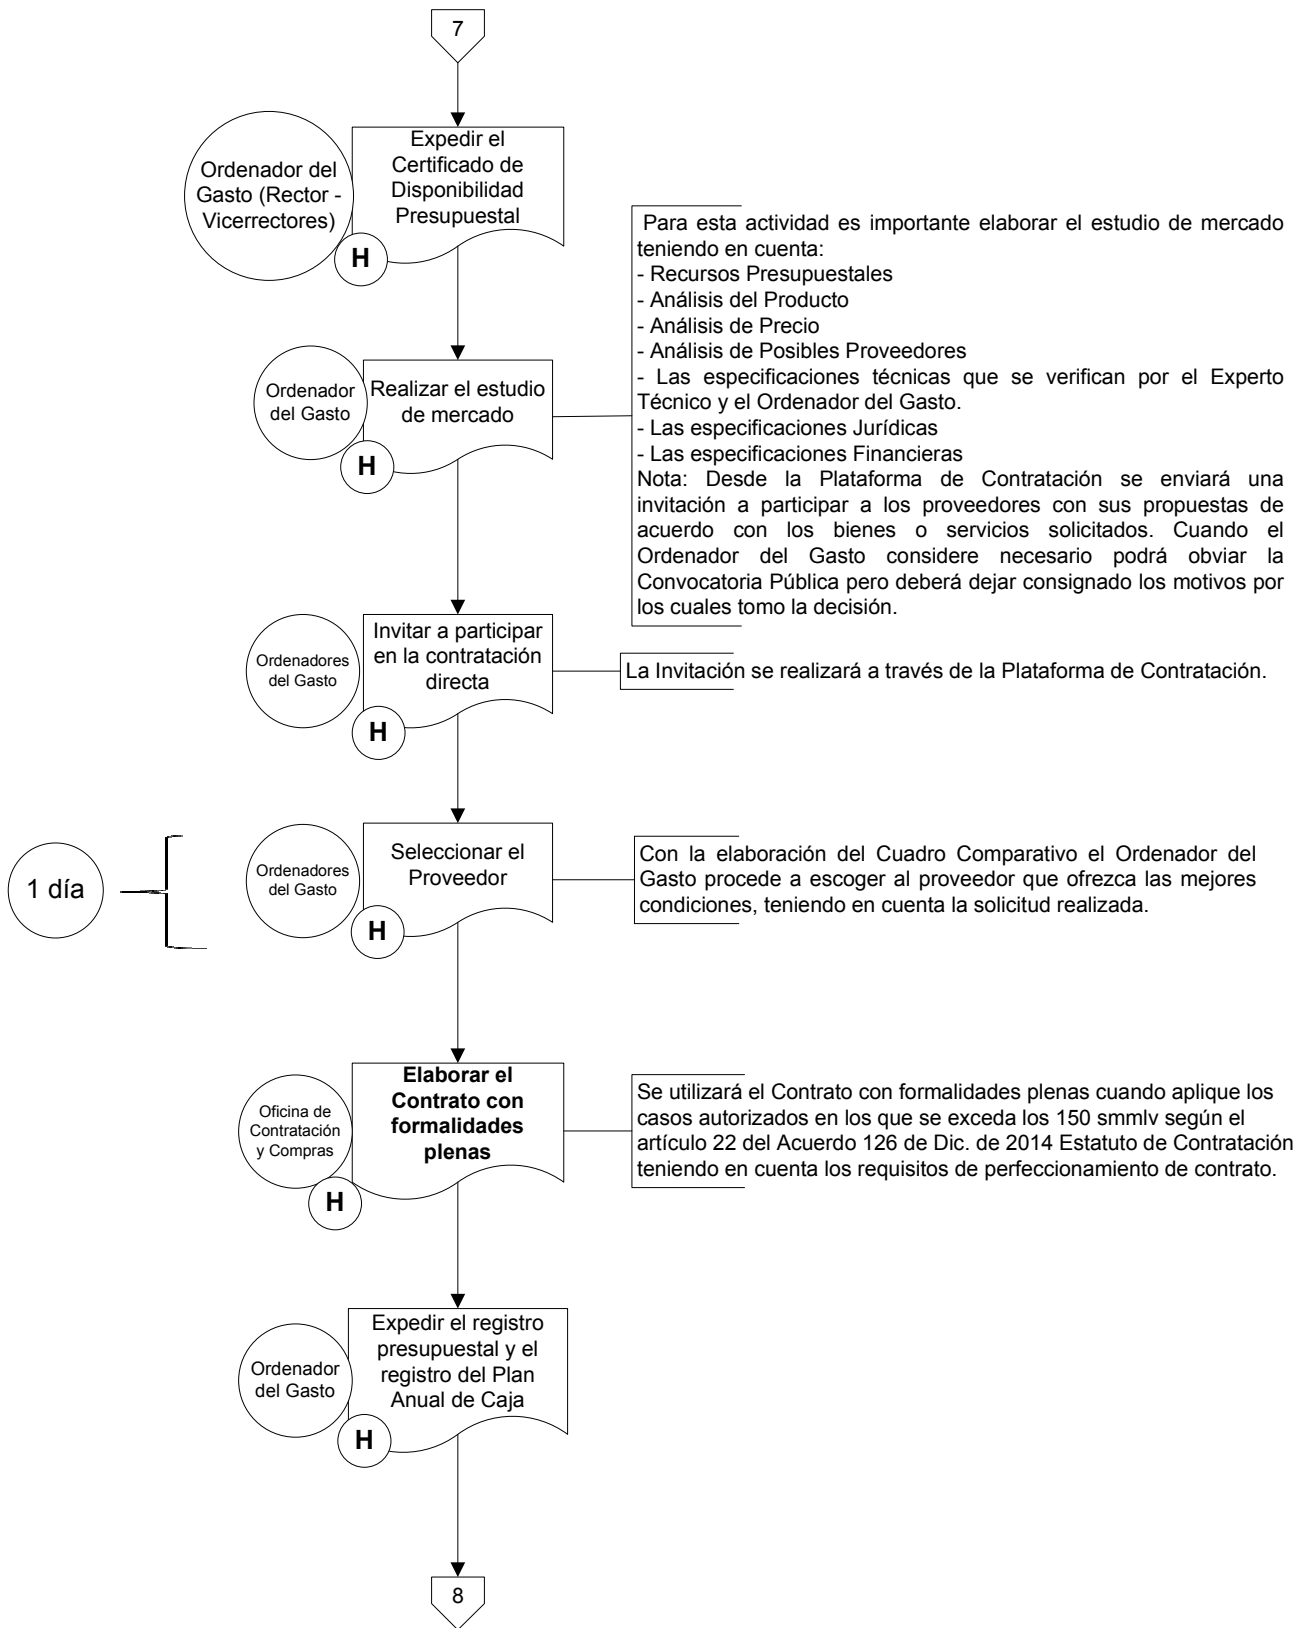 7
Ordenador del
Gasto (Rector -
Vicerrectores)
Expedir el
Certificado de
Disponibilidad
Presupuestal
H
Ordenador
del Gasto
Realizar el estudio
de mercado
H
Para esta actividad es importante elaborar el estudio de mercado
teniendo en cuenta:
- Recursos Presupuestales
- Análisis del Producto
- Análisis de Precio
- Análisis de Posibles Proveedores
- Las especificaciones técnicas que se verifican por el Experto
Técnico y el Ordenador del Gasto.
- Las especificaciones Jurídicas
- Las especificaciones Financieras
Nota: Desde la Plataforma de Contratación se enviará una
invitación a participar a los proveedores con sus propuestas de
acuerdo con los bienes o servicios solicitados. Cuando el
Ordenador del Gasto considere necesario podrá obviar la
Convocatoria Pública pero deberá dejar consignado los motivos por
los cuales tomo la decisión.
Ordenadores
del Gasto
Invitar a participar
en la contratación
directa
H
La Invitación se realizará a través de la Plataforma de Contratación.
1 día
Ordenadores
del Gasto
Seleccionar el
Proveedor
H
Con la elaboración del Cuadro Comparativo el Ordenador del
Gasto procede a escoger al proveedor que ofrezca las mejores
condiciones, teniendo en cuenta la solicitud realizada.
Oficina de
Contratación
y Compras
Elaborar el
Contrato con
formalidades
plenas
H
Se utilizará el Contrato con formalidades plenas cuando aplique los
casos autorizados en los que se exceda los 150 smmlv según el
artículo 22 del Acuerdo 126 de Dic. de 2014 Estatuto de Contratación
teniendo en cuenta los requisitos de perfeccionamiento de contrato.
Ordenador
del Gasto
Expedir el registro
presupuestal y el
registro del Plan
Anual de Caja
H
8